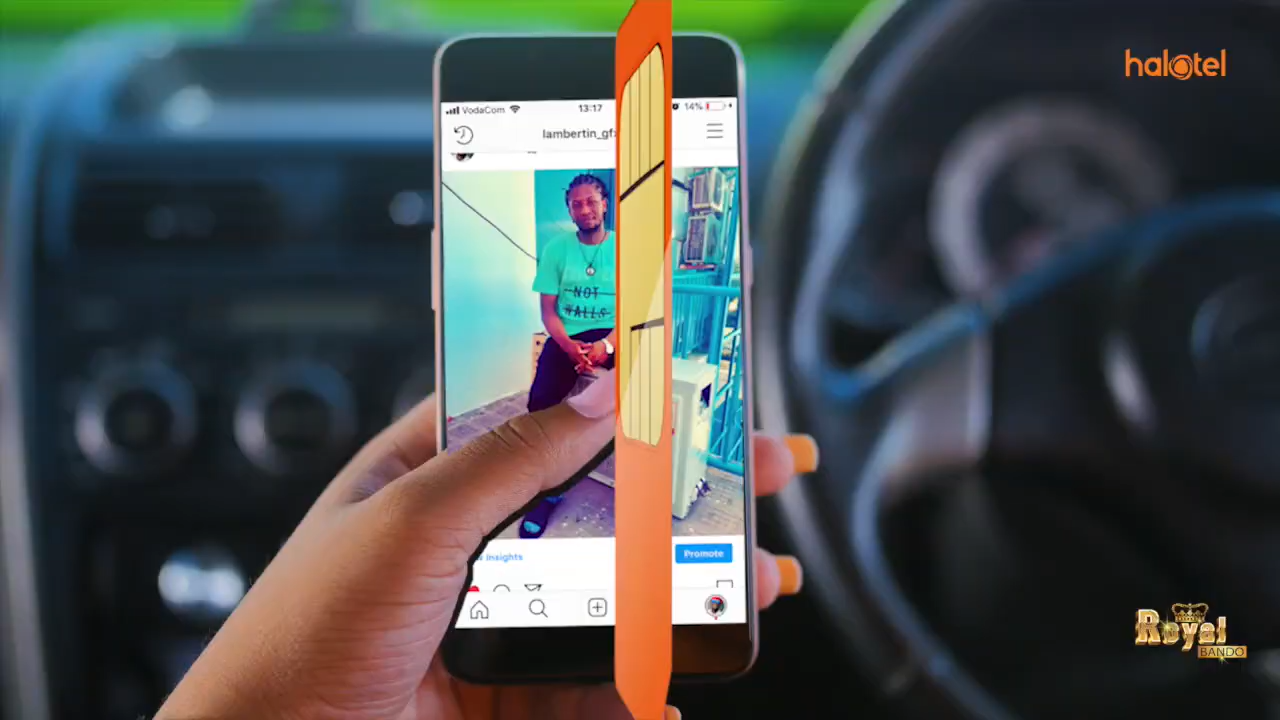 halotel
VodaCom
13:17
14%
lambertin_gf
NOT
WALLS
Insights
Promote
Royal
BANDO